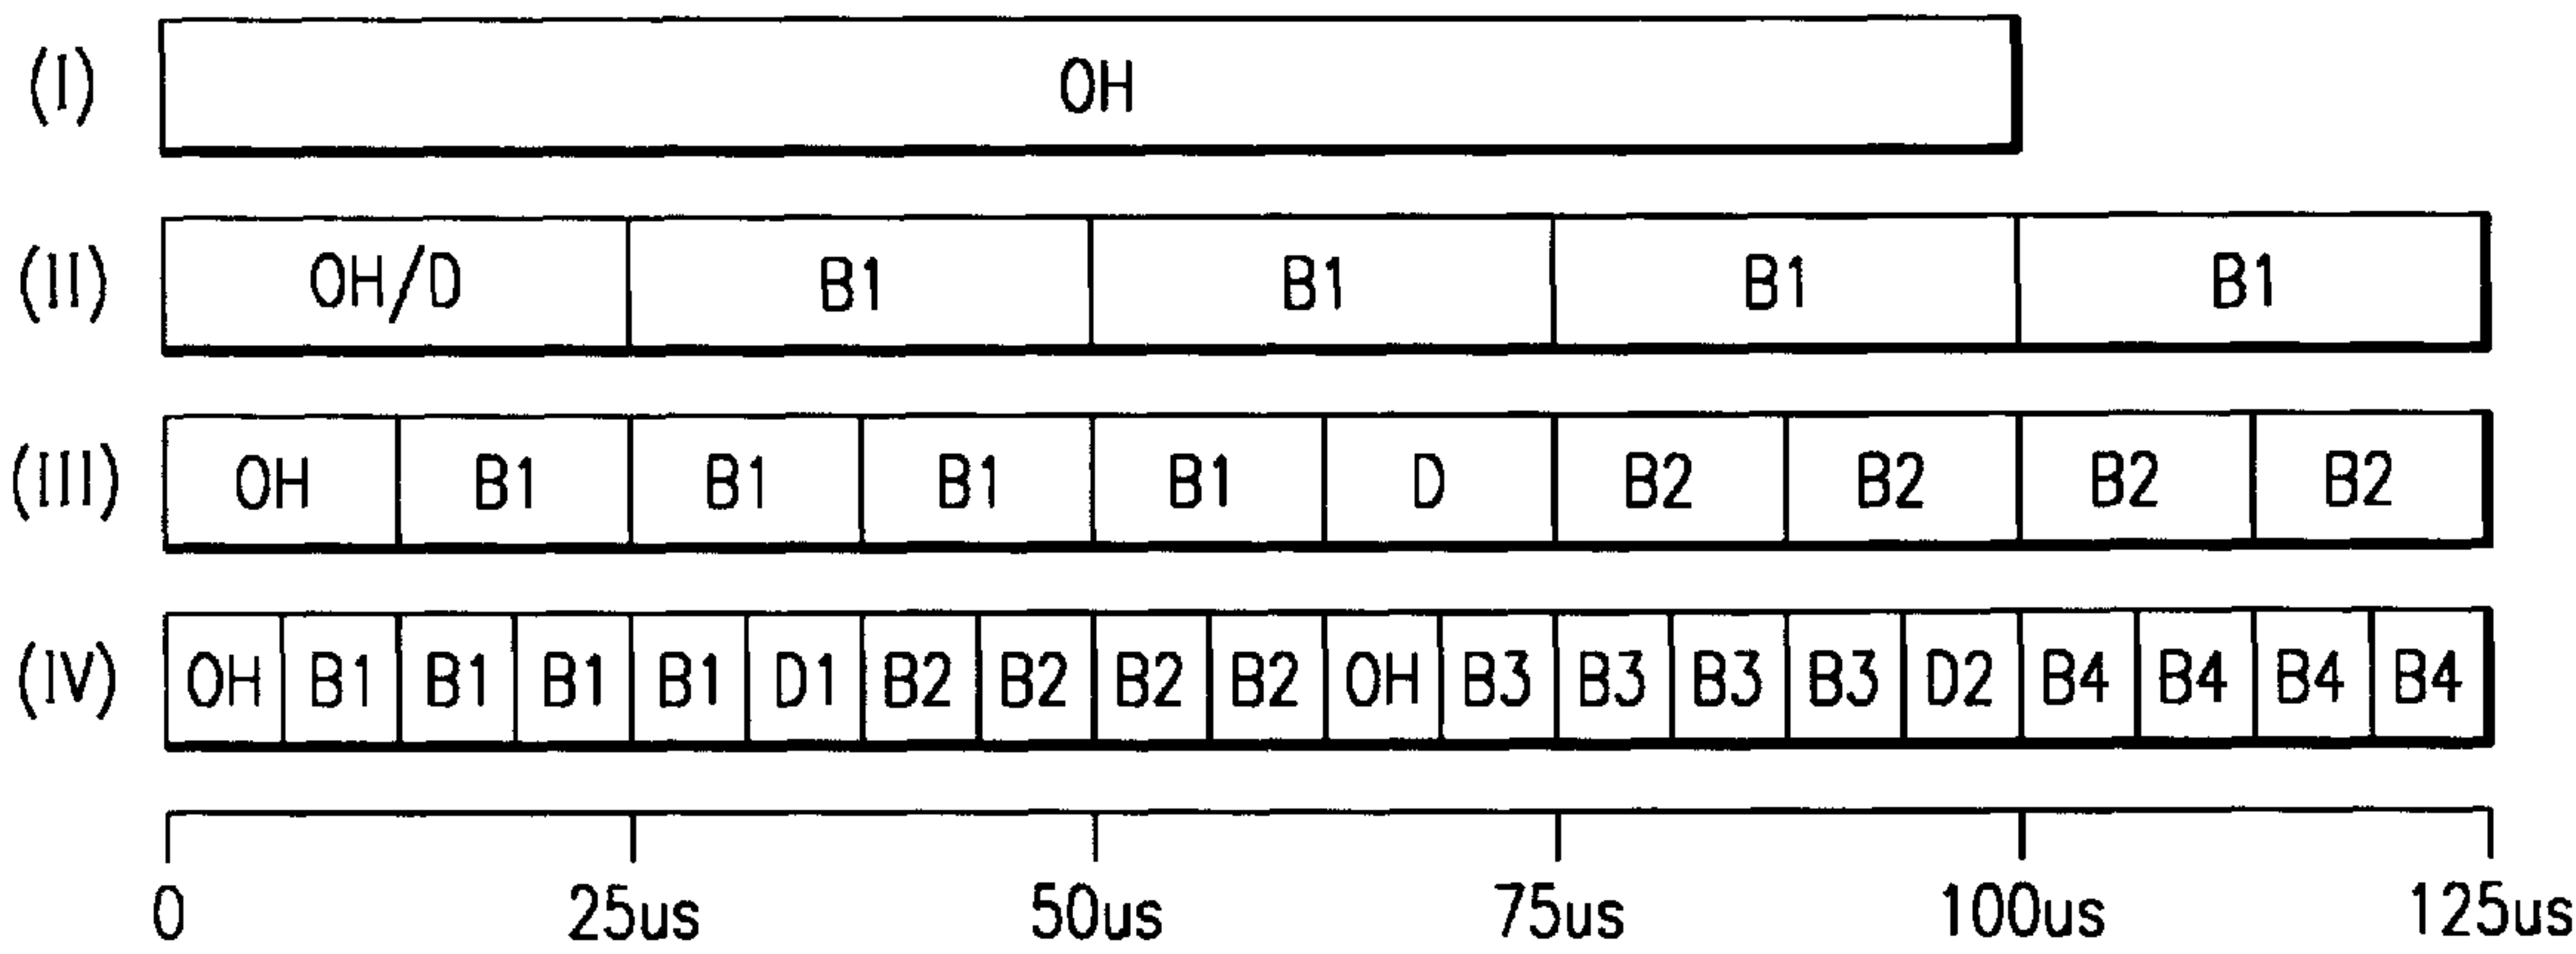 (I) OH
(II) OH/D B1 B1 B1 B1
(III) OH B1 B1 B1 B1 D B2 B2 B2 B2
(IV) OH B1 B1 B1 B1 D1 B2 B2 B2 B2 OH B3 B3 B3 B3 D2 B4 B4 B4 B4
0 25us 50us 75us 100us 125us